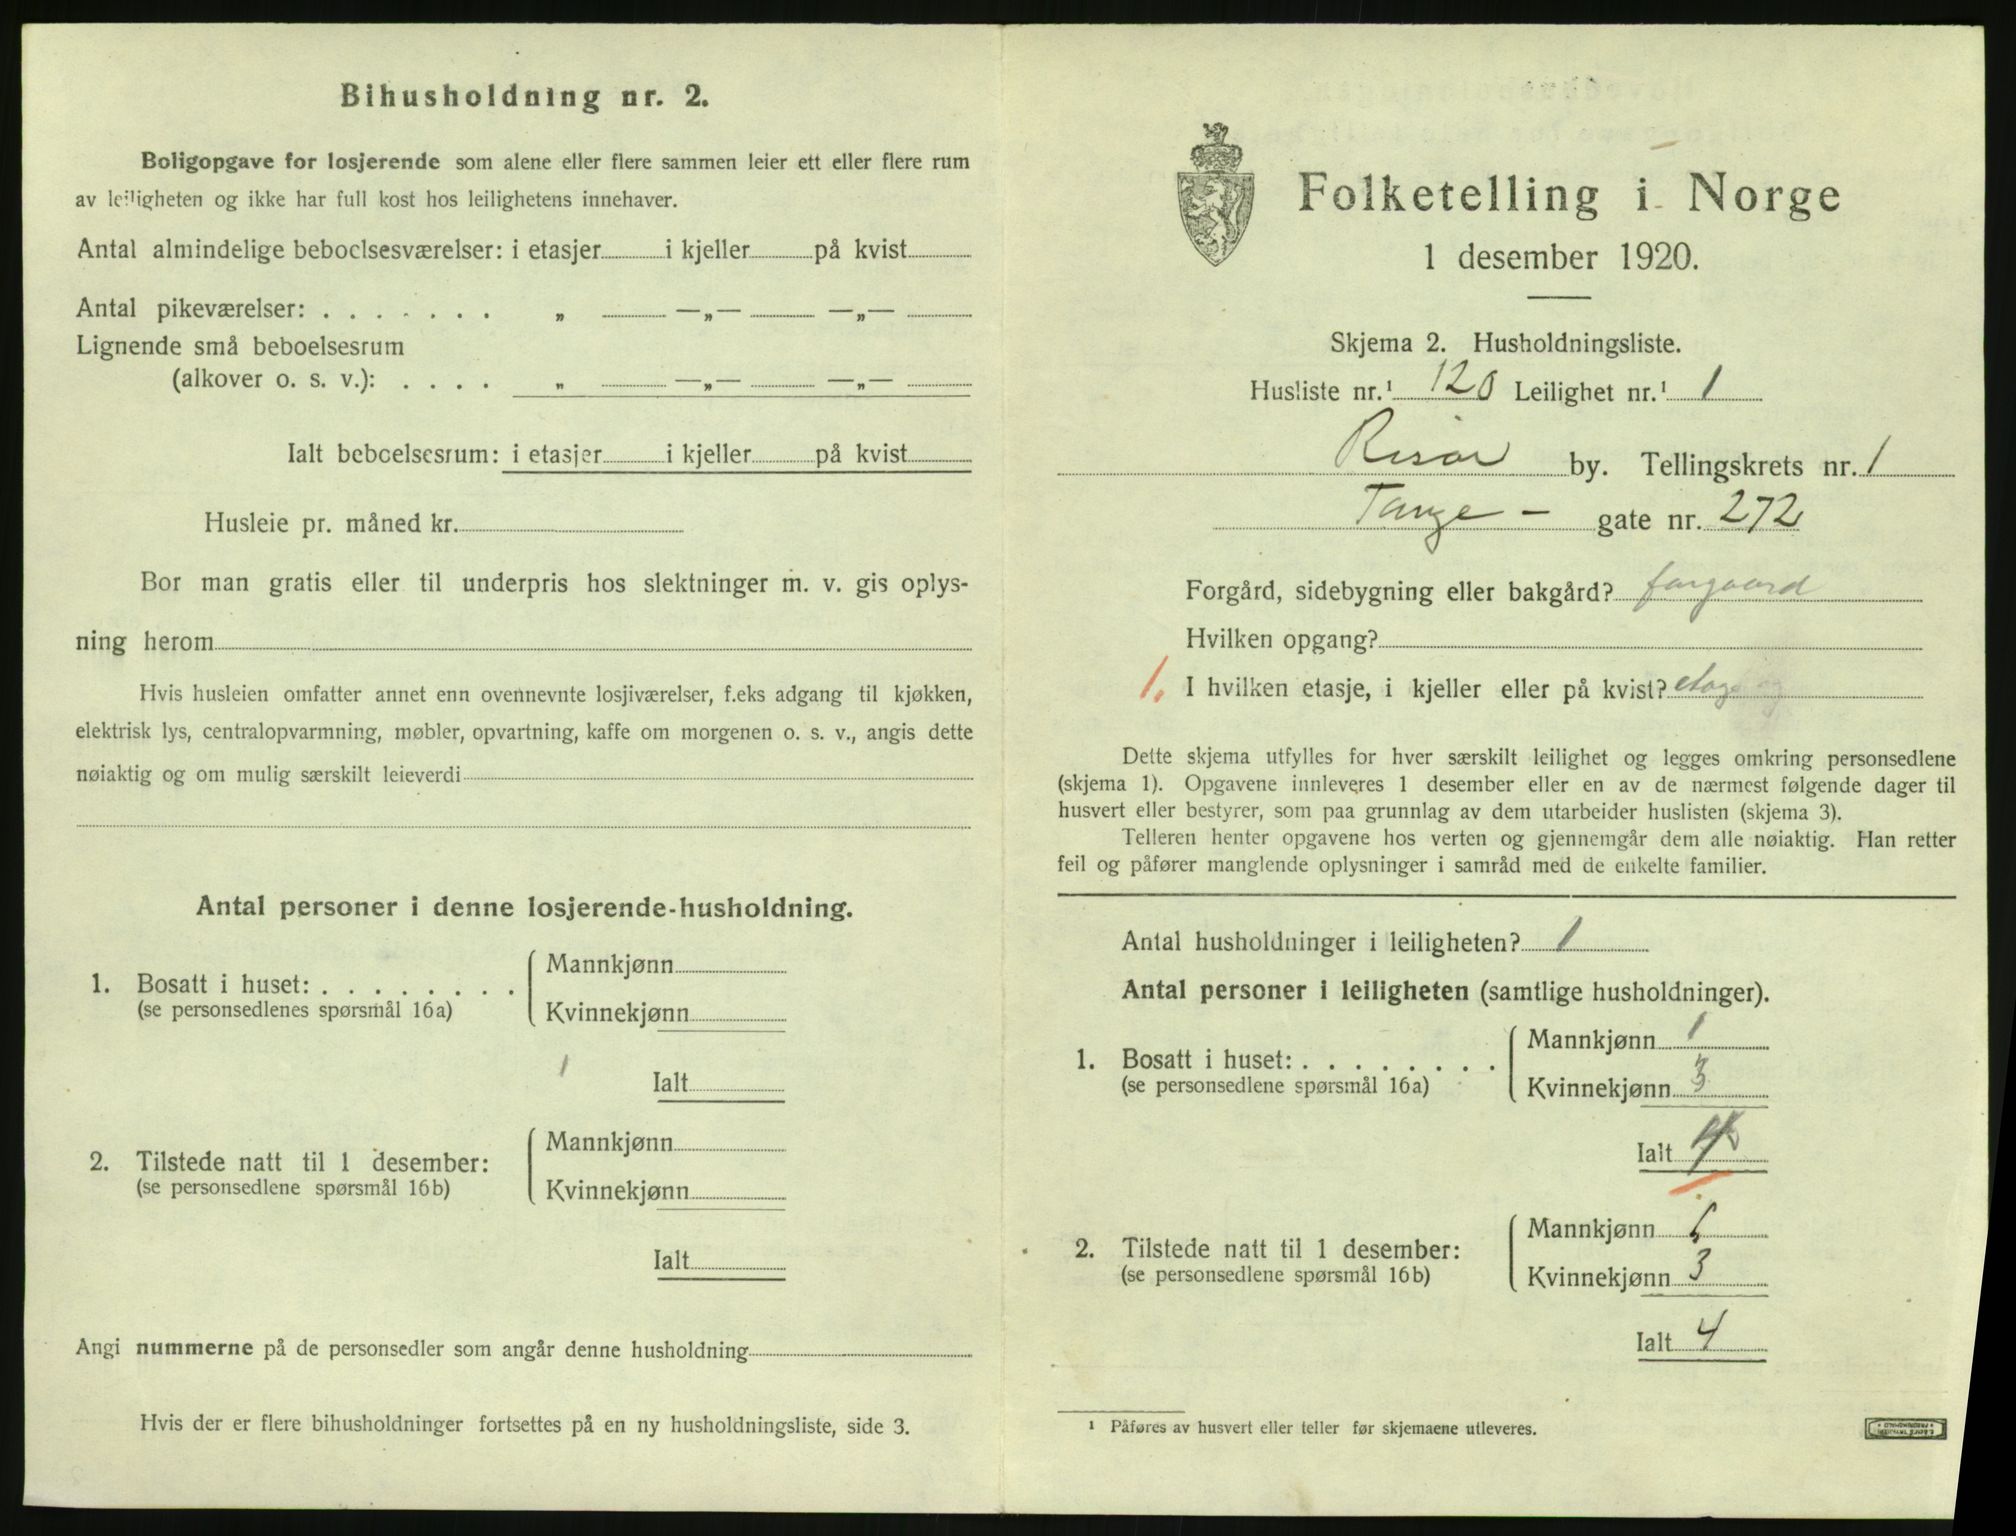 Bihusholdning nr. 2.
Boligopgave for losjerende som alene eller flere sammen leier ett eller flere rum
av leiligheten og ikke har full kost hos leilighetens innehaver.
Antal almindelige beboelsesværelser: i etasjer i kjeller på kvist
Antal pikeværelser: . . . . . . . „ —„— —„—
Lignende små beboelsesrum
(alkover o. s. v.): . . . . „ —„— —„—
Ialt beboelsesrum: i etasjer i kjeller på kvist
Husleie pr. måned kr.
Bor man gratis eller til underpris hos slektninger m. v. gis oplys-
ning herom
Hvis husleien omfatter annet enn ovennevnte losjiværelser, f.eks adgang til kjøkken,
elektrisk lys, centralopvarmning, møbler, opvartning, kaffe om morgenen o. s. v., angis dette
nøiaktig og om mulig særskilt leieverdi
Antal personer i denne losjerende-husholdning.
1. Bosatt i huset: . . . . . . . . Mannkjønn
(se personsedlenes spørsmål 16a) Kvinnekjønn
1 Ialt
2. Tilstede natt til 1 desember: Mannkjønn
(se personsedlene spørsmål 16b) Kvinnekjønn
Ialt
Angi nummerne på de personsedler som angår denne husholdning
Hvis der er flere bihusholdninger fortsettes på en ny husholdningsliste, side 3.
Folketelling i Norge
1 desember 1920.
Skjema 2. Husholdningsliste.
Husliste nr.¹ 120 Leilighet nr.¹ 1
Risør by. Tellingskrets nr. 1
Tange - gate nr. 272
Forgård, sidebygning eller bakgård? forgaard
Hvilken opgang?
1. I hvilken etasje, i kjeller eller på kvist? etage og
Dette skjema utfylles for hver særskilt leilighet og legges omkring personsedlene
(skjema 1). Opgavene innleveres 1 desember eller en av de nærmest følgende dager til
husvert eller bestyrer, som paa grunnlag av dem utarbeider huslisten (skjema 3).
Telleren henter opgavene hos verten og gjennemgår dem alle nøiaktig. Han retter
feil og påfører manglende oplysninger i samråd med de enkelte familier.
Antal husholdninger i leiligheten? 1
Antal personer i leiligheten (samtlige husholdninger).
1. Bosatt i huset: . . . . . . . . Mannkjønn 1
(se personsedlene spørsmål 16a) Kvinnekjønn 3
Ialt 4
2. Tilstede natt til 1 desember: Mannkjønn
(se personsedlene spørsmål 16b) Kvinnekjønn 3
Ialt 4
¹ Påføres av husvert eller teller før skjemaene utleveres.